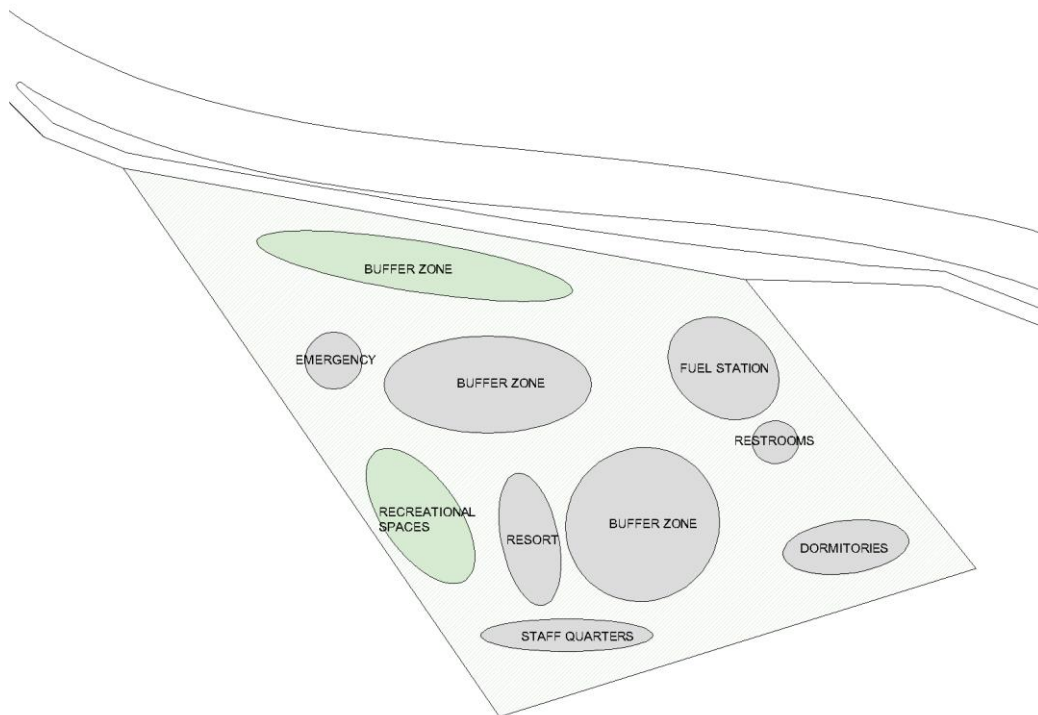 BUFFER ZONE
EMERGENCY
BUFFER ZONE
FUEL STATION
RESTROOMS
RECREATIONAL
SPACES
RESORT
BUFFER ZONE
DORMITORIES
STAFF QUARTERS